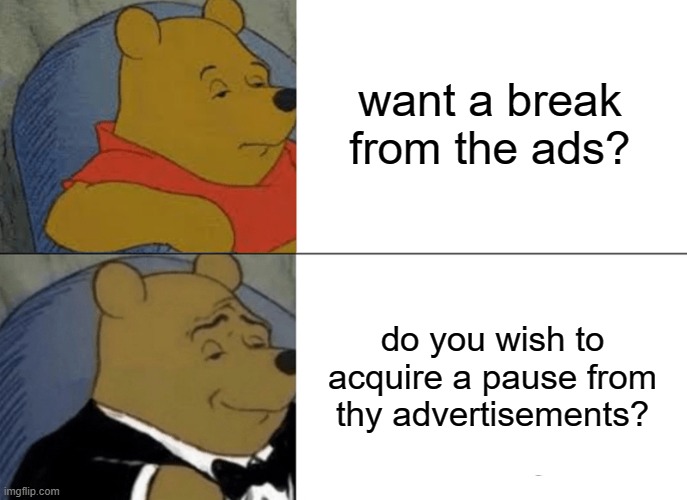 want a break
from the ads?
do you wish to
acquire a pause from
thy advertisements?
imgflip.com